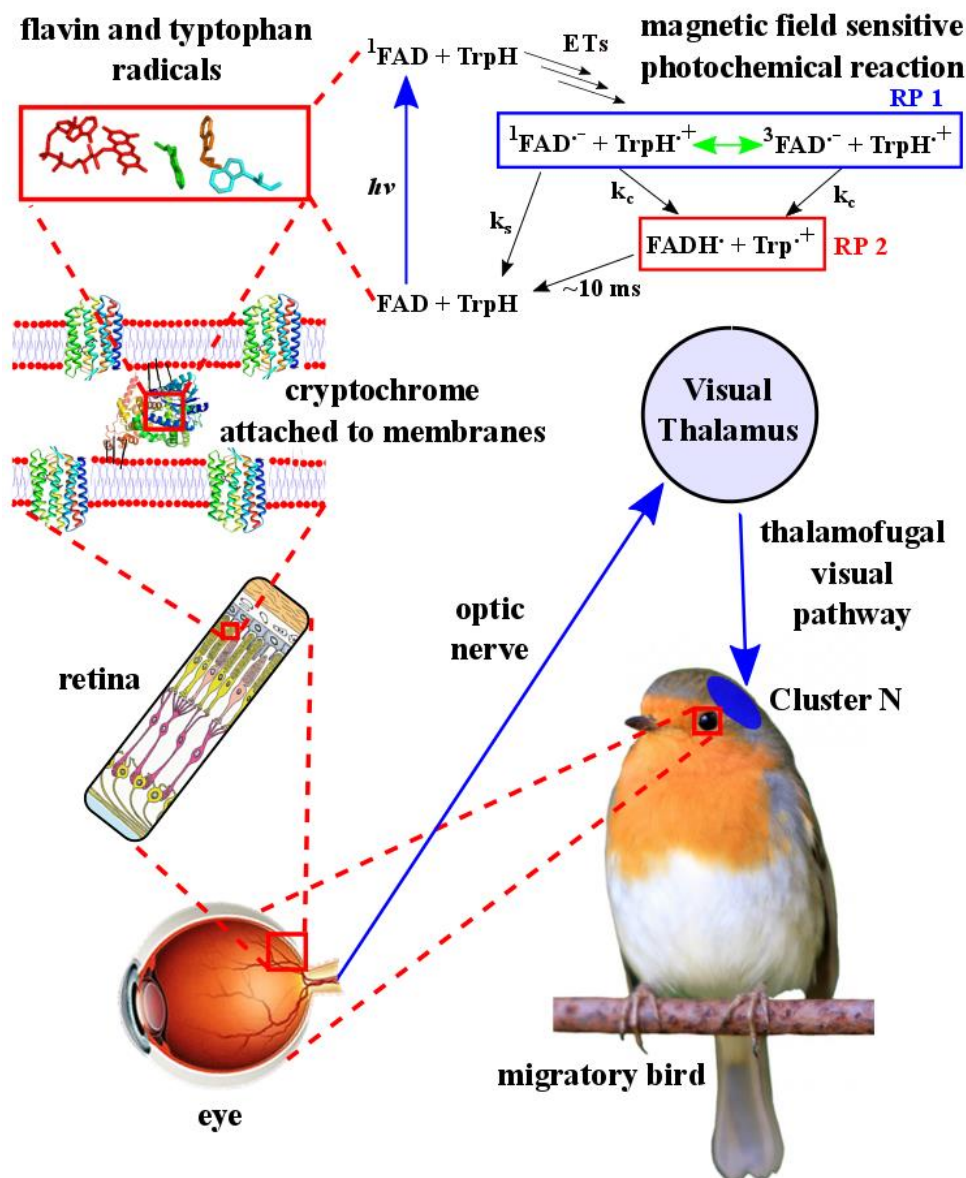 flavin and typtophan
radicals
¹FAD + TrpH
ETs
magnetic field sensitive
photochemical reaction
RP 1
¹FAD·⁻ + TrpH·⁺
³FAD·⁻ + TrpH·⁺
hν
kₛ
k_c
k_c
FADH· + Trp·⁺
RP 2
~10 ms
FAD + TrpH
cryptochrome
attached to membranes
Visual
Thalamus
thalamofugal
visual
pathway
optic
nerve
retina
Cluster N
migratory bird
eye